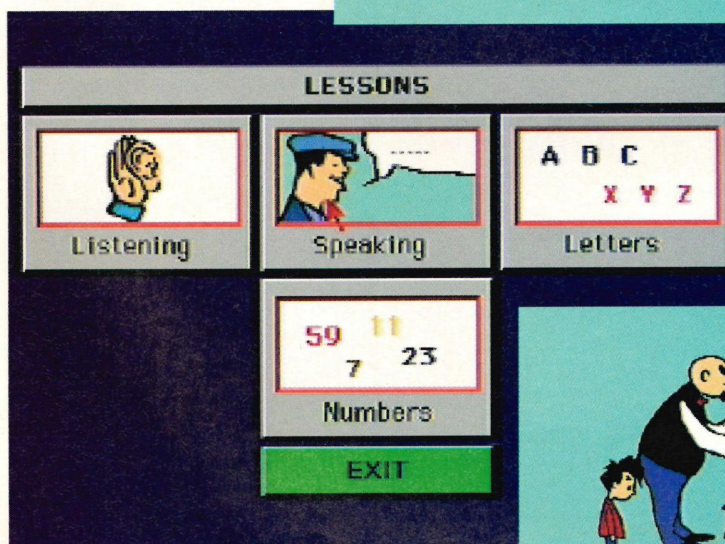 LESSONS
Listening
Speaking
A B C
X Y Z
Letters
59 11
7 23
Numbers
EXIT